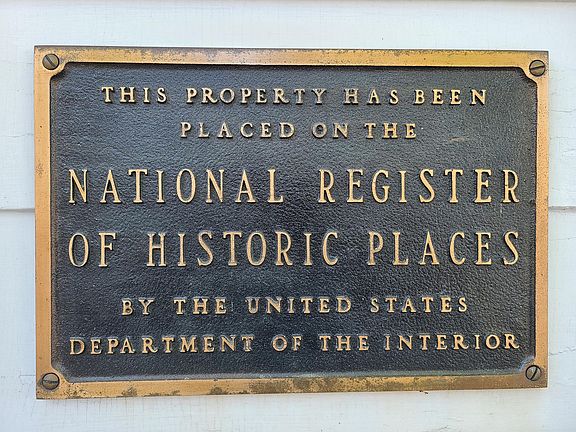 THIS PROPERTY HAS BEEN
PLACED ON THE
NATIONAL REGISTER
OF HISTORIC PLACES
BY THE UNITED STATES
DEPARTMENT OF THE INTERIOR